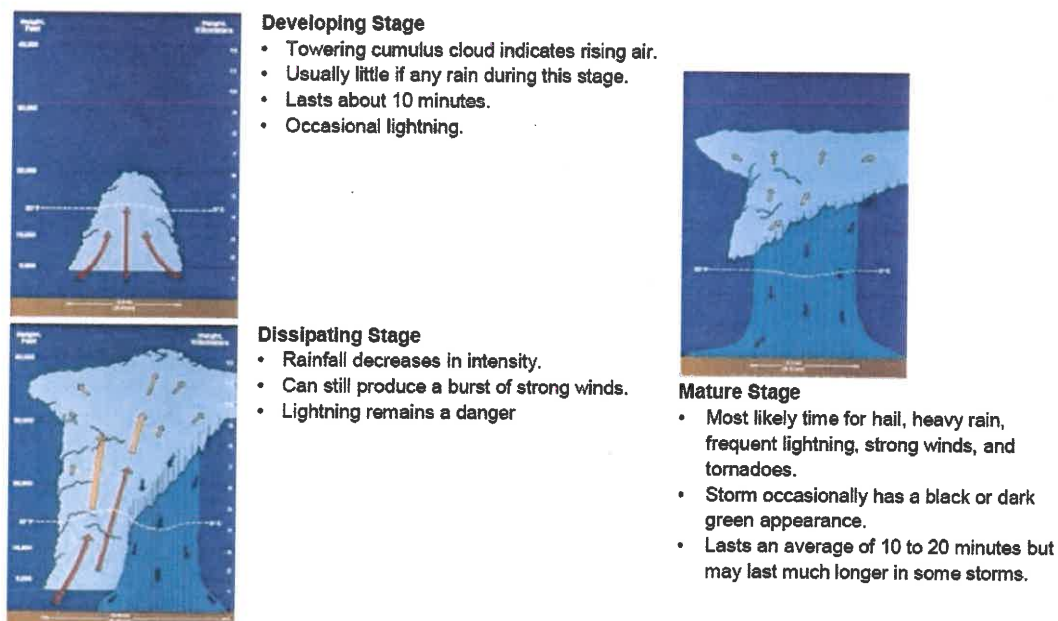 Developing Stage
• Towering cumulus cloud indicates rising air.
• Usually little if any rain during this stage.
• Lasts about 10 minutes.
• Occasional lightning.
Dissipating Stage
• Rainfall decreases in intensity.
• Can still produce a burst of strong winds.
• Lightning remains a danger
Mature Stage
• Most likely time for hail, heavy rain,
frequent lightning, strong winds, and
tornadoes.
• Storm occasionally has a black or dark
green appearance.
• Lasts an average of 10 to 20 minutes but
may last much longer in some storms.